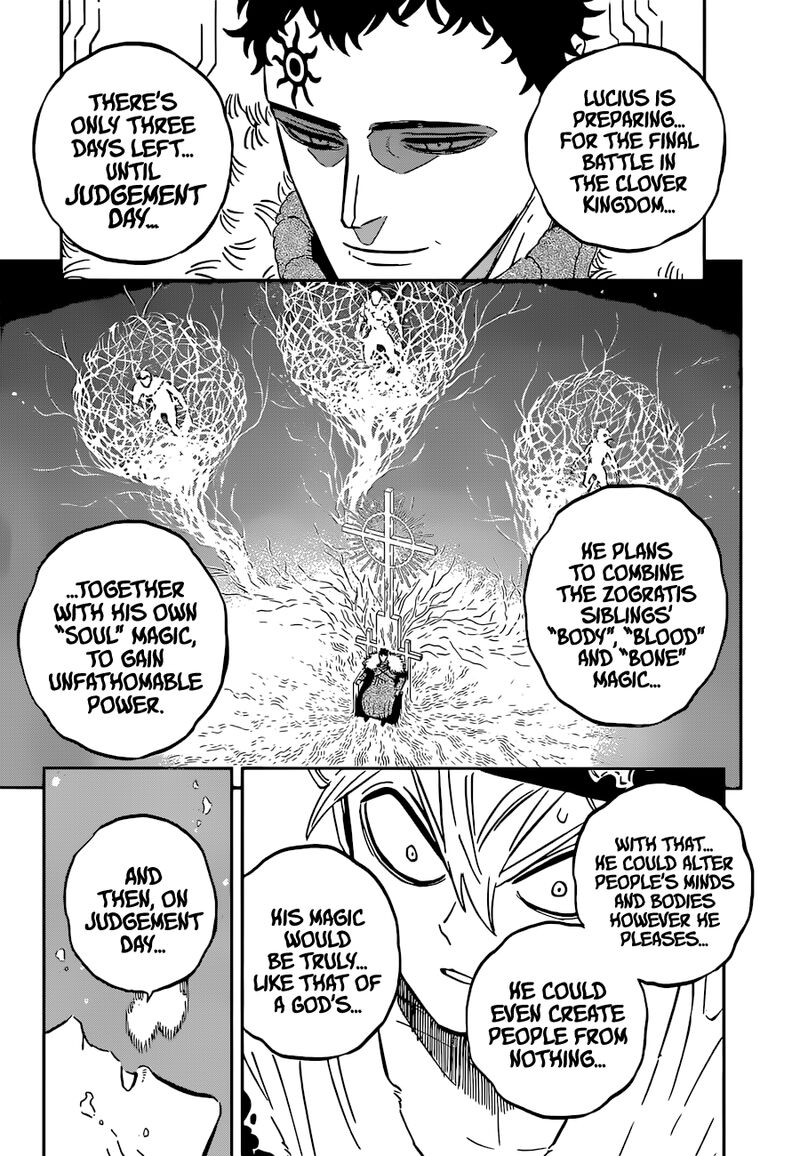 LUCIUS IS
PREPARING...
FOR THE FINAL
BATTLE IN
THE CLOVER
KINGDOM...
THERE'S
ONLY THREE
DAYS LEFT...
UNTIL
JUDGEMENT
DAY...
HE PLANS
TO COMBINE
THE ZOGRATIS
SIBLINGS'
"BODY", "BLOOD"
AND "BONE"
MAGIC...
...TOGETHER
WITH HIS OWN
"SOUL" MAGIC,
TO GAIN
UNFATHOMABLE
POWER.
WITH THAT...
HE COULD ALTER
PEOPLE'S MINDS
AND BODIES
HOWEVER HE
PLEASES...
HE COULD
EVEN CREATE
PEOPLE FROM
NOTHING...
HIS MAGIC
WOULD
BE TRULY...
LIKE THAT OF
A GOD'S...
AND
THEN, ON
JUDGEMENT
DAY...